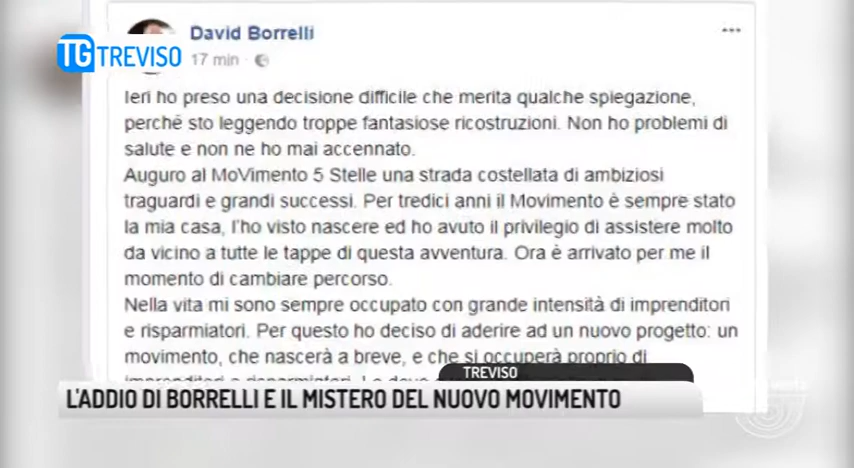 David Borrelli
TG TREVISO
17 min
Ieri ho preso una decisione difficile che merita qualche spiegazione,
perché sto leggendo troppe fantasiose ricostruzioni. Non ho problemi di
salute e non ne ho mai accennato.
Auguro al MoVimento 5 Stelle una strada costellata di ambiziosi
traguardi e grandi successi. Per tredici anni il Movimento è sempre stato
la mia casa, l'ho visto nascere ed ho avuto il privilegio di assistere molto
da vicino a tutte le tappe di questa avventura. Ora è arrivato per me il
momento di cambiare percorso.
Nella vita mi sono sempre occupato con grande intensità di imprenditori
e risparmiatori. Per questo ho deciso di aderire ad un nuovo progetto: un
movimento, che nascerà a breve, e che si occuperà proprio di
TREVISO
L'ADDIO DI BORRELLI E IL MISTERO DEL NUOVO MOVIMENTO